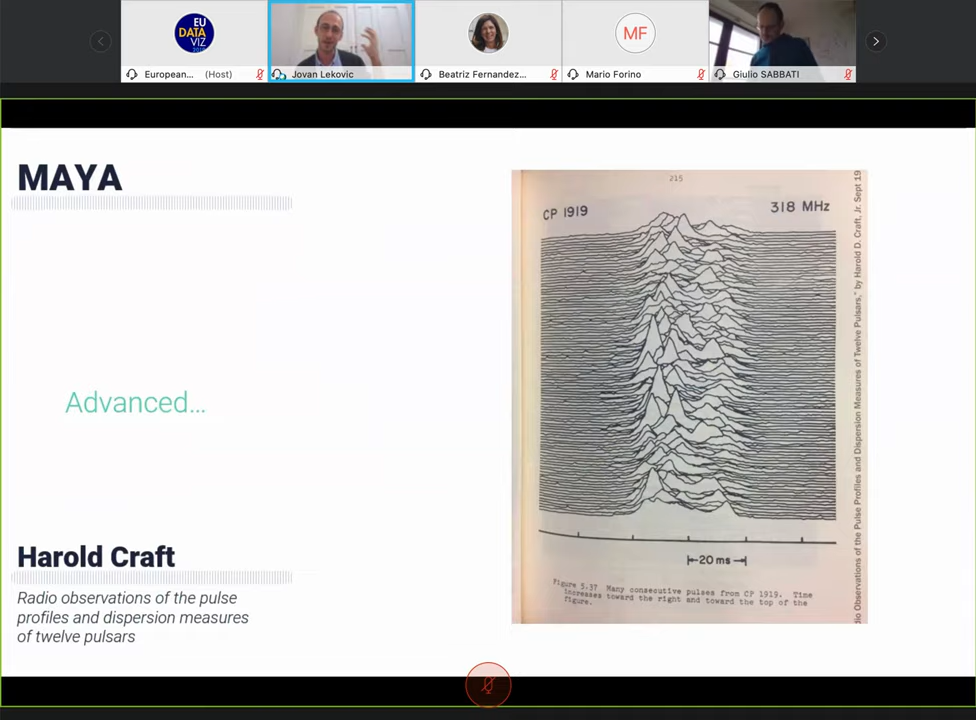 EU
DATA
VIZ
European... (Host)
Jovan Lekovic
Beatriz Fernandez...
MF
Mario Forino
Giulio SABBATI
MAYA
Advanced...
Harold Craft
Radio observations of the pulse
profiles and dispersion measures
of twelve pulsars
215
CP 1919
318 MHz
20 ms
Figure 5.37 Many consecutive pulses from CP 1919. Time
increases toward the right and toward the top of the
figure.
dio Observations of the Pulse Profiles and Dispersion Measures of Twelve Pulsars," by Harold D. Craft, Jr. Sept 19